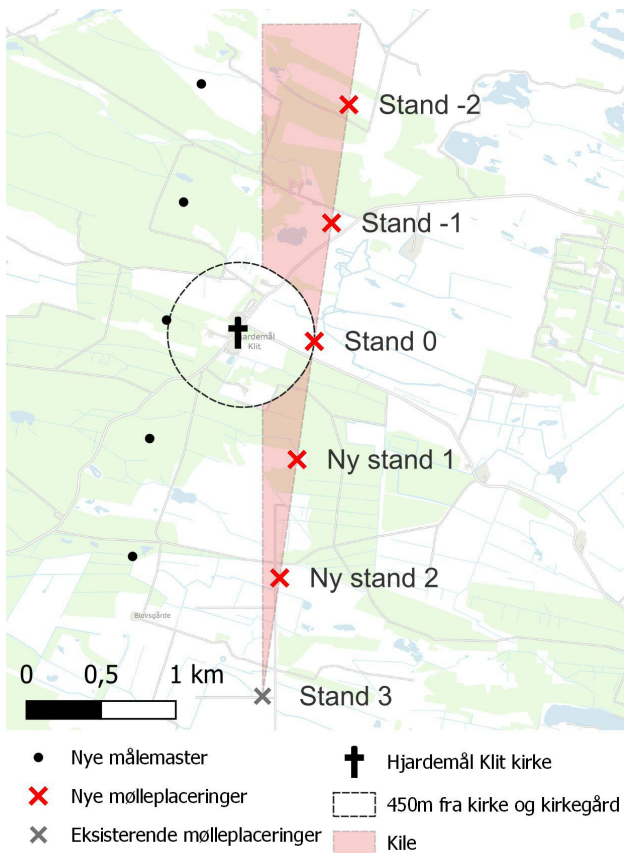 Stand -2
Stand -1
Hjardemål
Klit
Stand 0
Ny stand 1
Ny stand 2
Blovsgårde
0 0,5 1 km
Stand 3
Nye målemaster
Hjardemål Klit kirke
Nye mølleplaceringer
450m fra kirke og kirkegård
Eksisterende mølleplaceringer
Kile